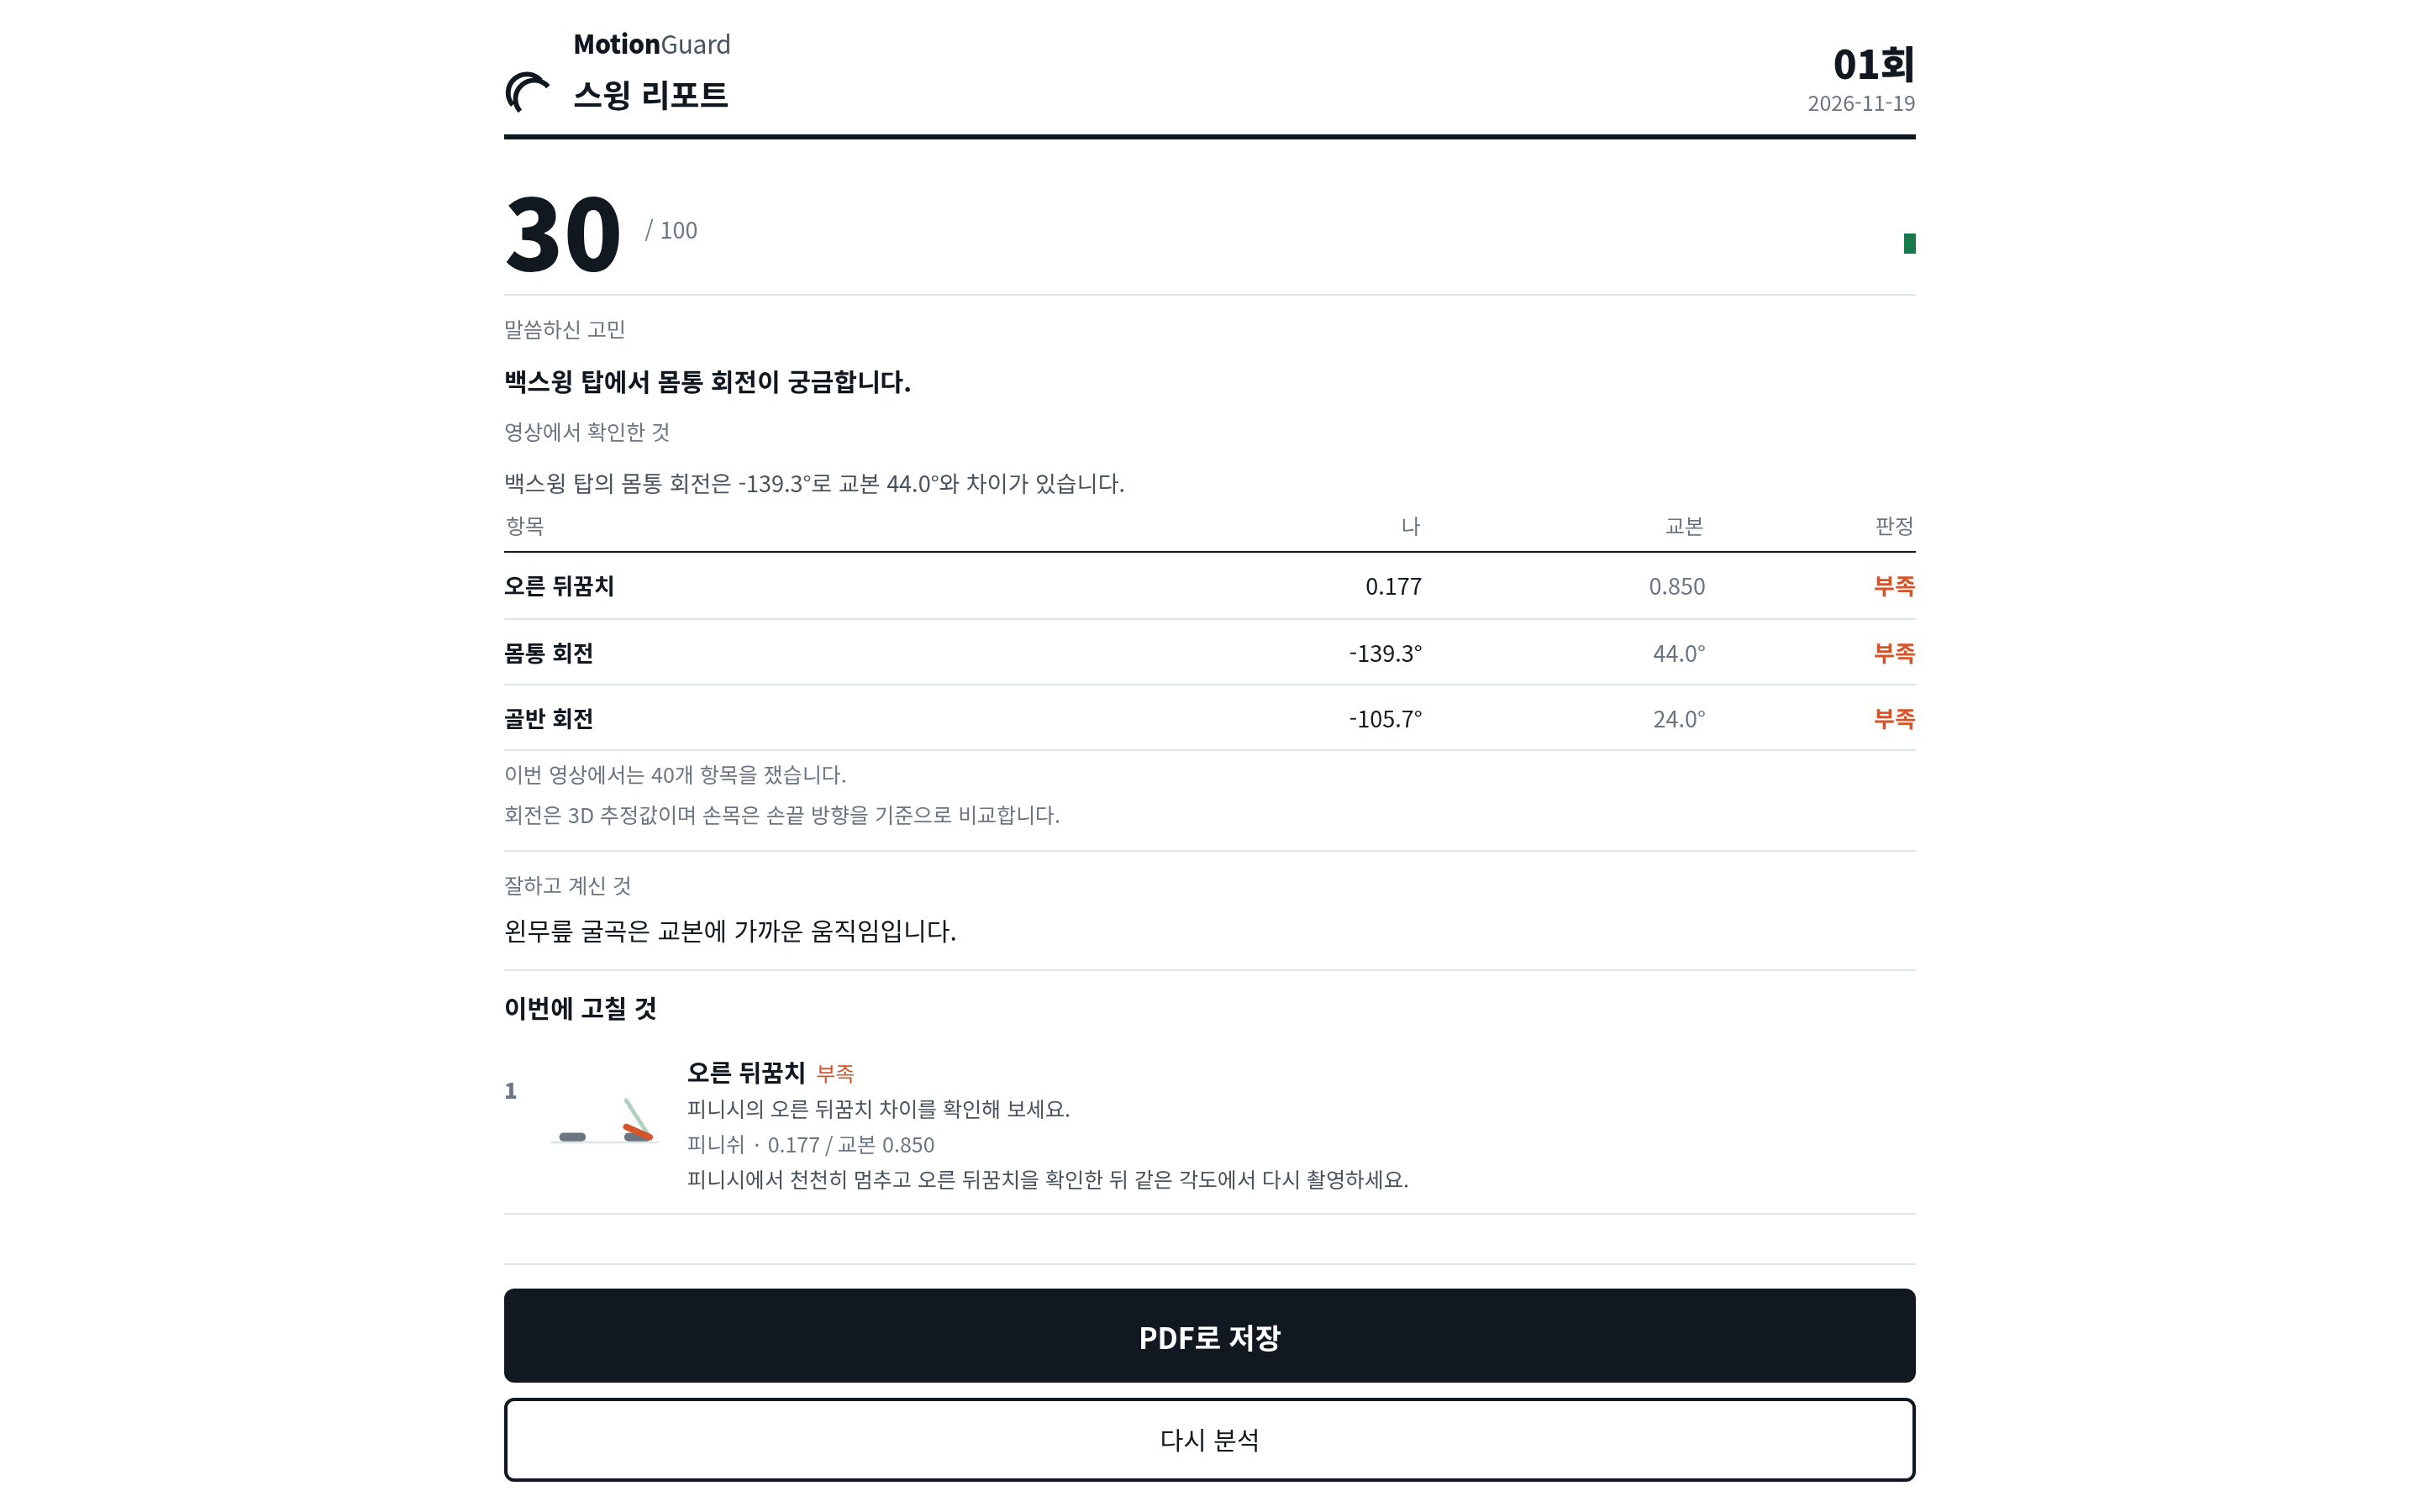 MotionGuard
스윙 리포트
01회
2026-11-19
30 / 100
말씀하신 고민
백스윙 탑에서 몸통 회전이 궁금합니다.
영상에서 확인한 것
백스윙 탑의 몸통 회전은 -139.3°로 교본 44.0°와 차이가 있습니다.
항목 나 교본 판정
오른 뒤꿈치 0.177 0.850 부족
몸통 회전 -139.3° 44.0° 부족
골반 회전 -105.7° 24.0° 부족
이번 영상에서는 40개 항목을 쟀습니다.
회전은 3D 추정값이며 손목은 손끝 방향을 기준으로 비교합니다.
잘하고 계신 것
왼무릎 굴곡은 교본에 가까운 움직임입니다.
이번에 고칠 것
1
오른 뒤꿈치 부족
피니시의 오른 뒤꿈치 차이를 확인해 보세요.
피니쉬 · 0.177 / 교본 0.850
피니시에서 천천히 멈추고 오른 뒤꿈치을 확인한 뒤 같은 각도에서 다시 촬영하세요.
PDF로 저장
다시 분석